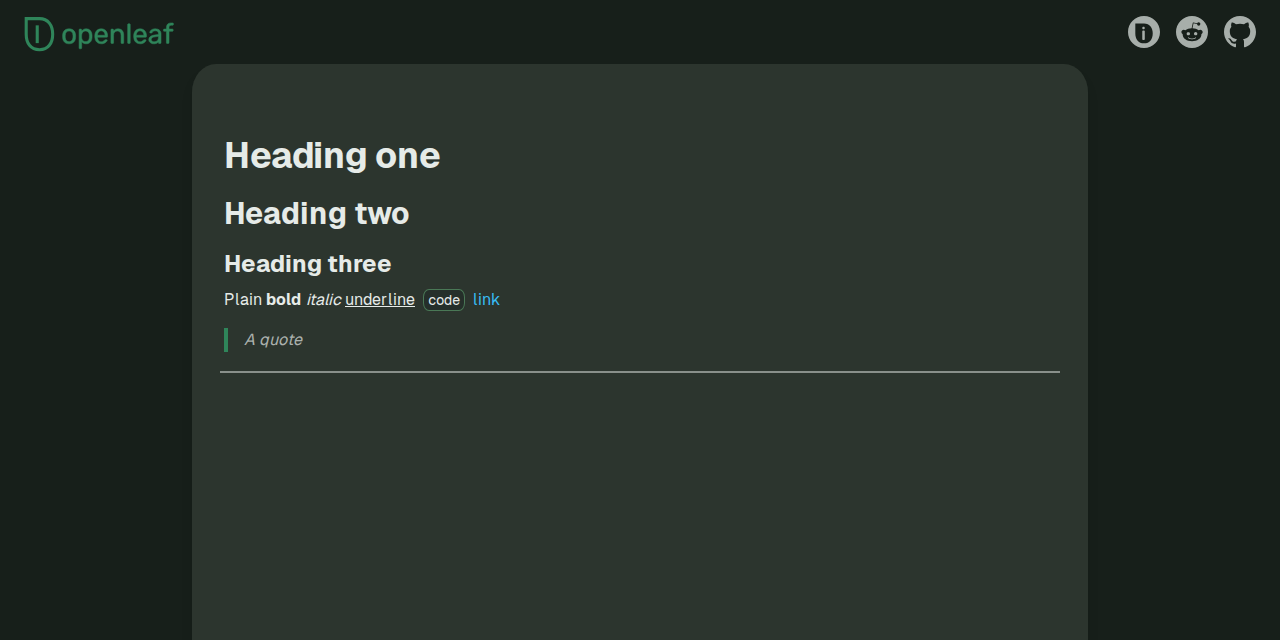 openleaf
Heading one
Heading two
Heading three
Plain bold italic underline code link
A quote